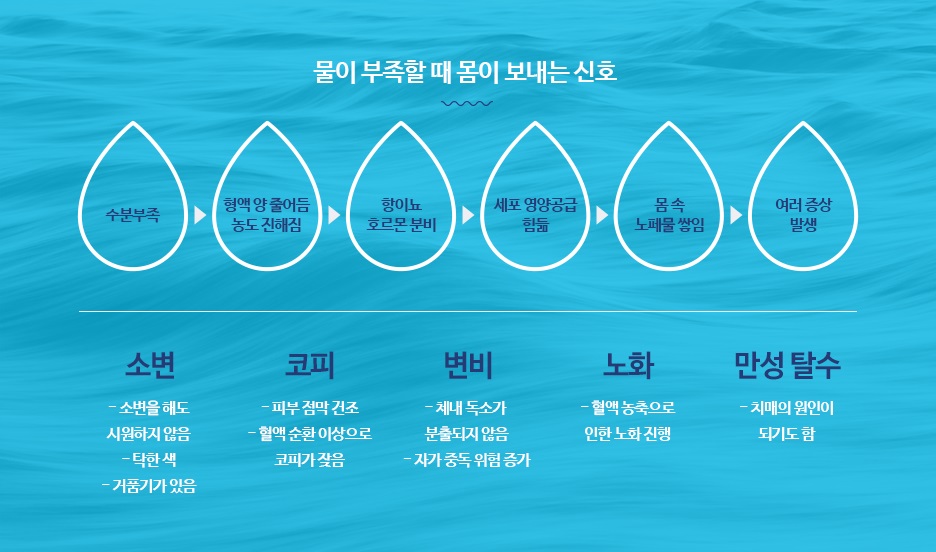 물이 부족할 때 몸이 보내는 신호
수분부족
혈액 양 줄어듬
농도 진해짐
항이뇨
호르몬 분비
세포 영양공급
힘듦
몸 속
노페물 쌓임
여러 증상
발생
소변
- 소변을 해도
시원하지 않음
- 탁한 색
- 거품기가 있음
코피
- 피부 점막 건조
- 혈액 순환 이상으로
코피가 잦음
변비
- 체내 독소가
분출되지 않음
- 자가 중독 위험 증가
노화
- 혈액 농축으로
인한 노화 진행
만성 탈수
- 치매의 원인이
되기도 함